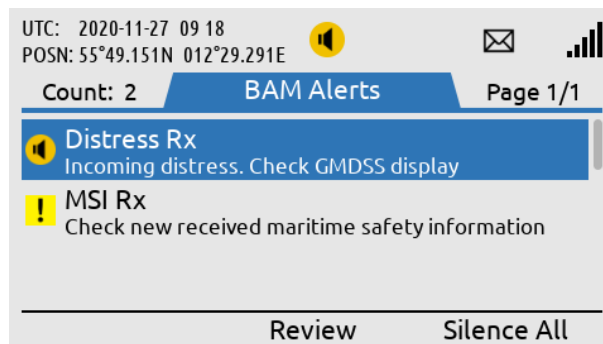 UTC: 2020-11-27 09 18
POSN: 55°49.151N 012°29.291E
Count: 2 BAM Alerts Page 1/1
Distress Rx
Incoming distress. Check GMDSS display
! MSI Rx
Check new received maritime safety information
Review Silence All